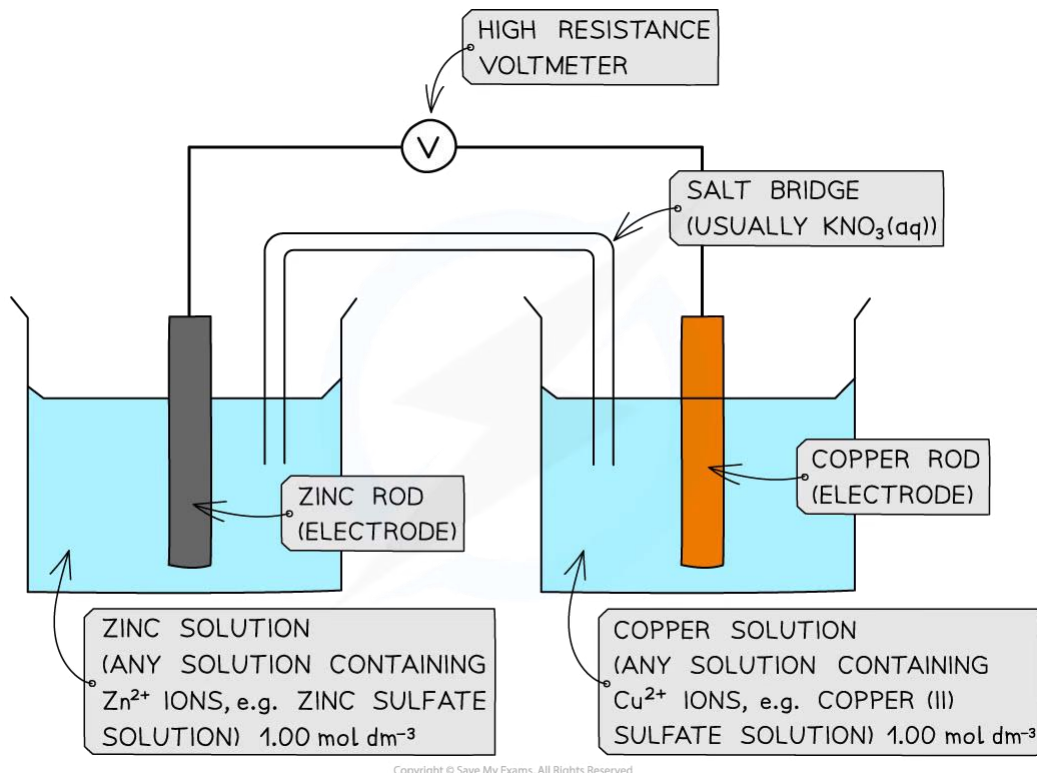 HIGH RESISTANCE
VOLTMETER
V
SALT BRIDGE
(USUALLY KNO₃(aq))
ZINC ROD
(ELECTRODE)
COPPER ROD
(ELECTRODE)
ZINC SOLUTION
(ANY SOLUTION CONTAINING
Zn²⁺ IONS, e.g. ZINC SULFATE
SOLUTION) 1.00 mol dm⁻³
COPPER SOLUTION
(ANY SOLUTION CONTAINING
Cu²⁺ IONS, e.g. COPPER (II)
SULFATE SOLUTION) 1.00 mol dm⁻³
Copyright © Save My Exams. All Rights Reserved